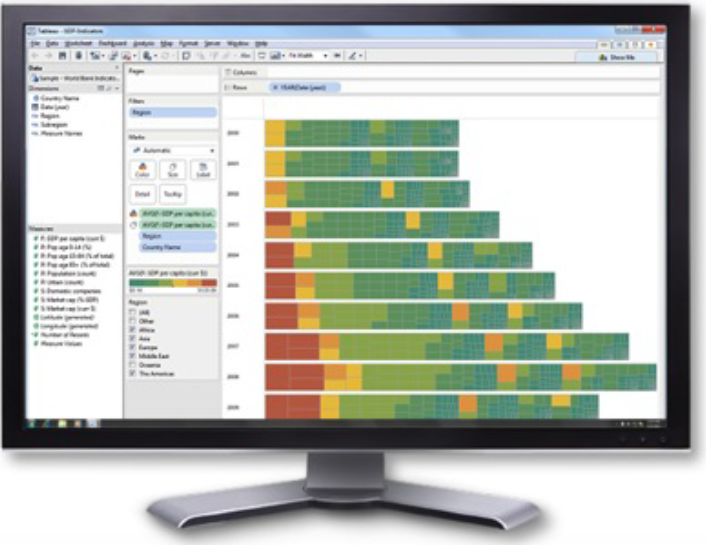 Tableau - GDP-Indicators
File Data Worksheet Dashboard Analysis Map Format Server Window Help
Fit Width
Show Me
Data
Sample - World Bank Indicato...
Dimensions
Country Name
Date (year)
Region
Subregion
Measure Names
Measures
F: GDP per capita (curr $)
P: Pop age 0-14 (%)
P: Pop age 15-64 (% of total)
P: Pop age 65+ (% of total)
P: Population (count)
P: Urban (count)
S: Domestic companies
S: Market cap (% GDP)
S: Market cap (curr $)
Latitude (generated)
Longitude (generated)
Number of Records
Measure Values
Pages
Filters
Region
Marks
Automatic
Color Size Label
Detail Tooltip
AVG(F: GDP per capita (cur..
AVG(F: GDP per capita (cur..
Region
Country Name
AVG(F: GDP per capita (curr $))
Region
(All)
Other
Africa
Asia
Europe
Middle East
Oceania
The Americas
Columns
Rows
YEAR(Date (year))
2000
2001
2002
2003
2004
2005
2006
2007
2008
2009